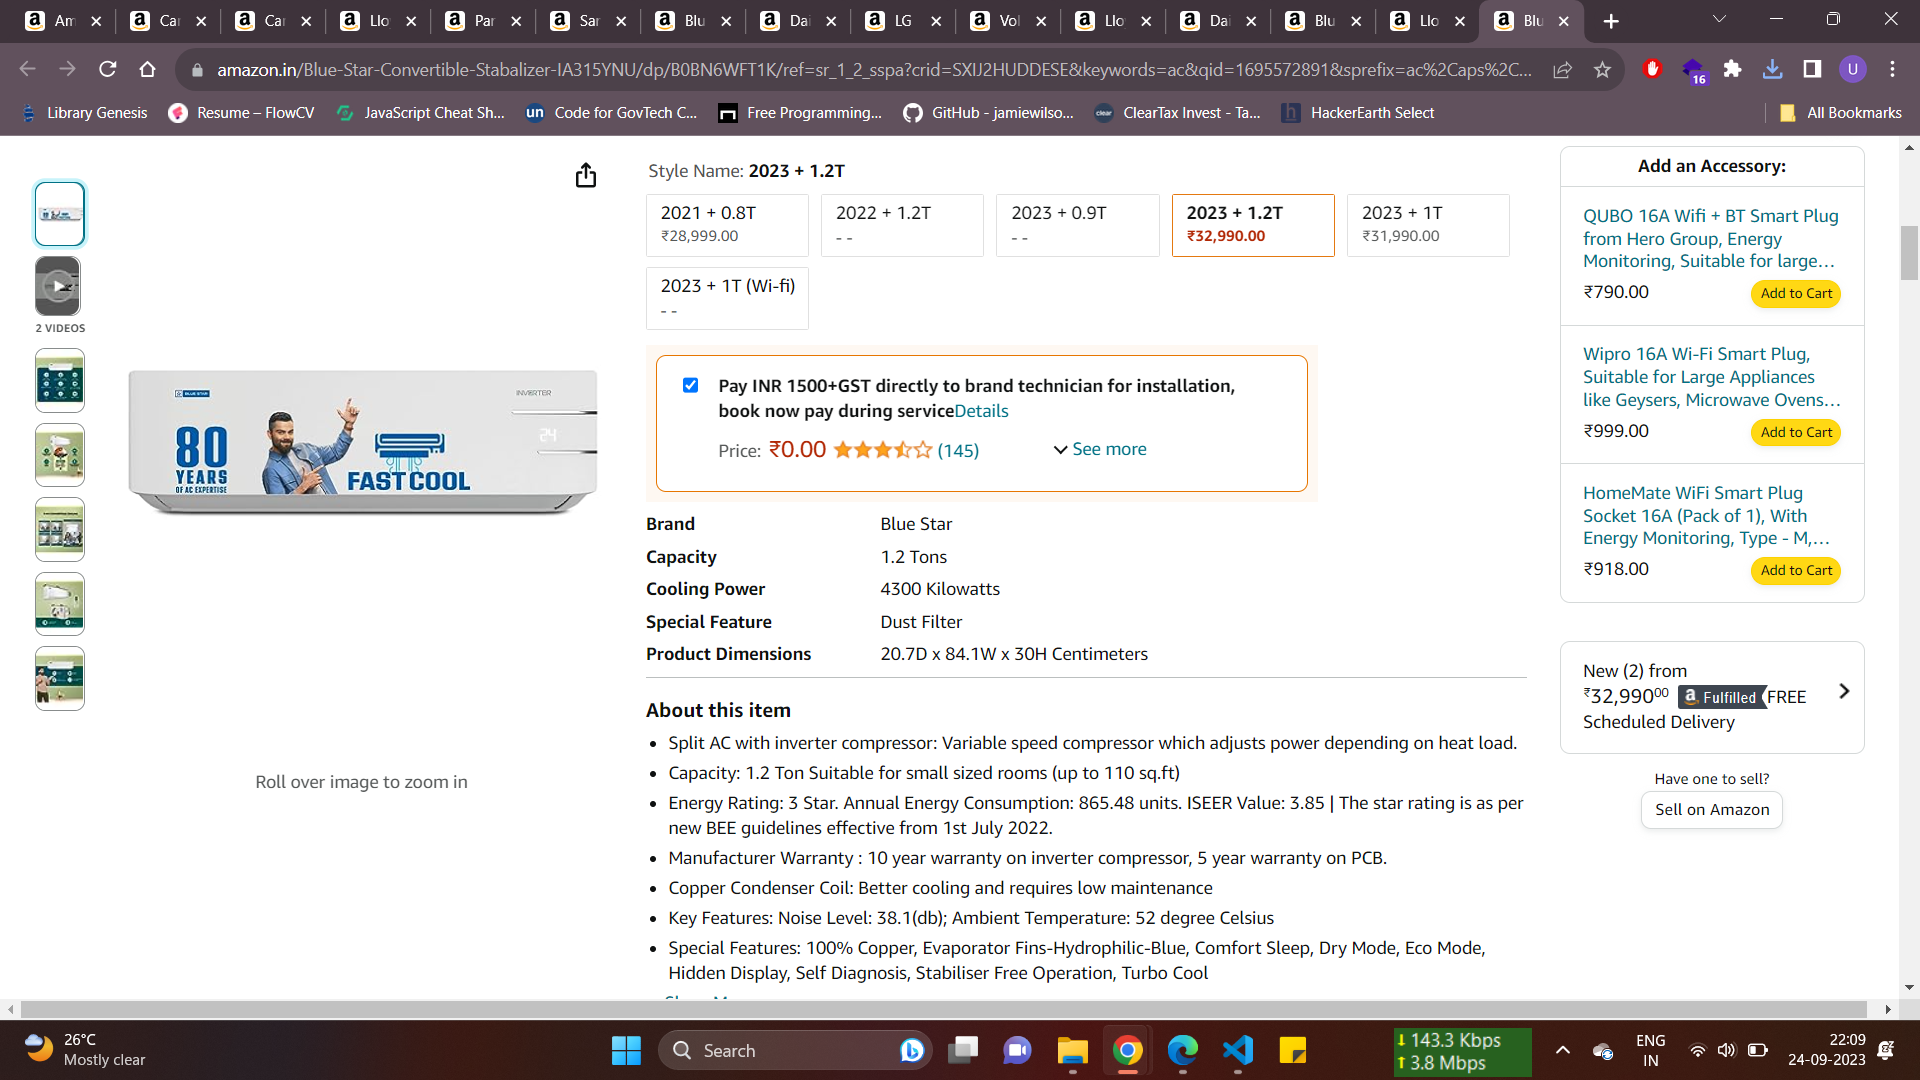 Am
Car
Car
Llo
Par
Sar
Blu
Dai
LG
Vol
Llo
Dai
Blu
Llo
Blu
amazon.in/Blue-Star-Convertible-Stabalizer-IA315YNU/dp/B0BN6WFT1K/ref=sr_1_2_sspa?crid=SXIJ2HUDDESE&keywords=ac&qid=1695572891&sprefix=ac%2Caps%2C...
16
U
Library Genesis
Resume – FlowCV
JavaScript Cheat Sh...
un Code for GovTech C...
Free Programming...
GitHub - jamiewilso...
clear ClearTax Invest - Ta...
h HackerEarth Select
All Bookmarks
2 VIDEOS
BLUE STAR
INVERTER
24
80
YEARS
OF AC EXPERTISE
FAST COOL
Roll over image to zoom in
Style Name: 2023 + 1.2T
2021 + 0.8T
₹28,999.00
2022 + 1.2T
- -
2023 + 0.9T
- -
2023 + 1.2T
₹32,990.00
2023 + 1T
₹31,990.00
2023 + 1T (Wi-fi)
- -
Pay INR 1500+GST directly to brand technician for installation,
book now pay during serviceDetails
Price: ₹0.00 (145) See more
Brand Blue Star
Capacity 1.2 Tons
Cooling Power 4300 Kilowatts
Special Feature Dust Filter
Product Dimensions 20.7D x 84.1W x 30H Centimeters
About this item
• Split AC with inverter compressor: Variable speed compressor which adjusts power depending on heat load.
• Capacity: 1.2 Ton Suitable for small sized rooms (up to 110 sq.ft)
• Energy Rating: 3 Star. Annual Energy Consumption: 865.48 units. ISEER Value: 3.85 | The star rating is as per
new BEE guidelines effective from 1st July 2022.
• Manufacturer Warranty : 10 year warranty on inverter compressor, 5 year warranty on PCB.
• Copper Condenser Coil: Better cooling and requires low maintenance
• Key Features: Noise Level: 38.1(db); Ambient Temperature: 52 degree Celsius
• Special Features: 100% Copper, Evaporator Fins-Hydrophilic-Blue, Comfort Sleep, Dry Mode, Eco Mode,
Hidden Display, Self Diagnosis, Stabiliser Free Operation, Turbo Cool
Add an Accessory:
QUBO 16A Wifi + BT Smart Plug
from Hero Group, Energy
Monitoring, Suitable for large...
₹790.00 Add to Cart
Wipro 16A Wi-Fi Smart Plug,
Suitable for Large Appliances
like Geysers, Microwave Ovens...
₹999.00 Add to Cart
HomeMate WiFi Smart Plug
Socket 16A (Pack of 1), With
Energy Monitoring, Type - M,...
₹918.00 Add to Cart
New (2) from
₹32,990⁰⁰ Fulfilled FREE
Scheduled Delivery
Have one to sell?
Sell on Amazon
26°C
Mostly clear
Search
143.3 Kbps
3.8 Mbps
ENG
IN
22:09
24-09-2023